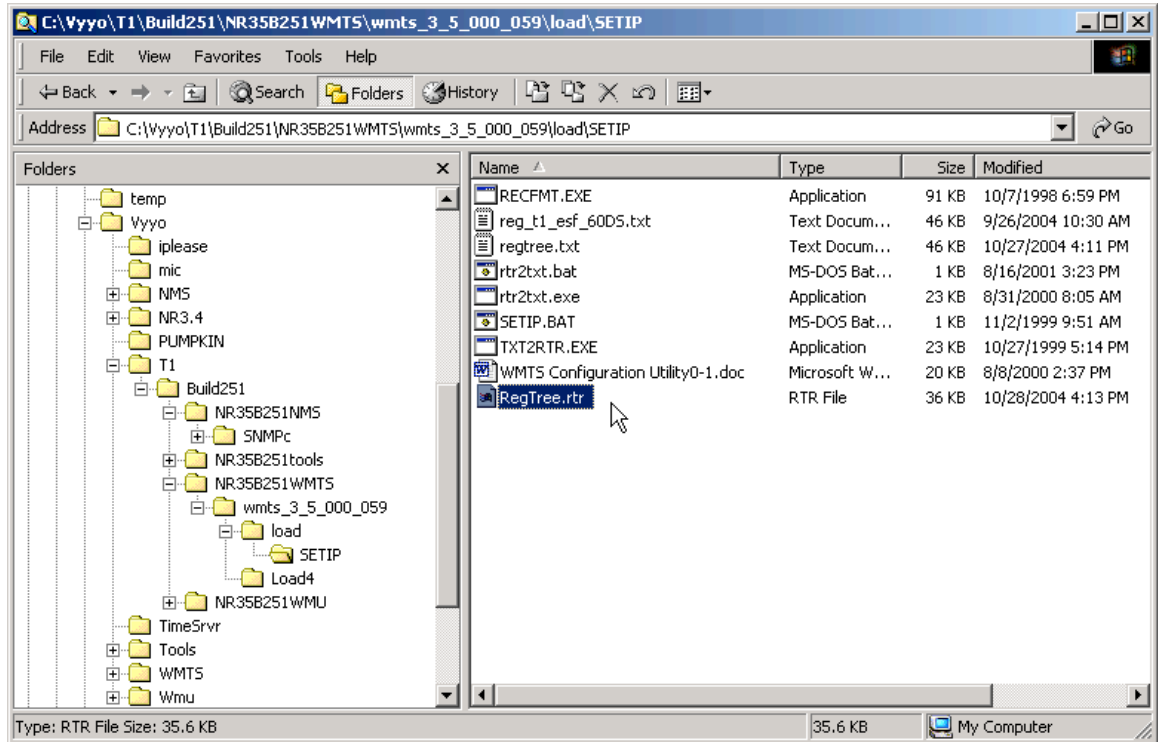 C:\Vyyo\T1\Build251\NR35B251WMTS\wmts_3_5_000_059\load\SETIP
File Edit View Favorites Tools Help
Back Search Folders History
Address C:\Vyyo\T1\Build251\NR35B251WMTS\wmts_3_5_000_059\load\SETIP Go
Folders
temp
Vyyo
iplease
mic
NMS
NR3.4
PUMPKIN
T1
Build251
NR35B251NMS
SNMPc
NR35B251tools
NR35B251WMTS
wmts_3_5_000_059
load
SETIP
Load4
NR35B251WMU
TimeSrvr
Tools
WMTS
Wmu
Name Type Size Modified
RECFMT.EXE Application 91 KB 10/7/1998 6:59 PM
reg_t1_esf_60DS.txt Text Docum... 46 KB 9/26/2004 10:30 AM
regtree.txt Text Docum... 46 KB 10/27/2004 4:11 PM
rtr2txt.bat MS-DOS Bat... 1 KB 8/16/2001 3:23 PM
rtr2txt.exe Application 23 KB 8/31/2000 8:05 AM
SETIP.BAT MS-DOS Bat... 1 KB 11/2/1999 9:51 AM
TXT2RTR.EXE Application 23 KB 10/27/1999 5:14 PM
WMTS Configuration Utility0-1.doc Microsoft W... 20 KB 8/8/2000 2:37 PM
RegTree.rtr RTR File 36 KB 10/28/2004 4:13 PM
Type: RTR File Size: 35.6 KB 35.6 KB My Computer